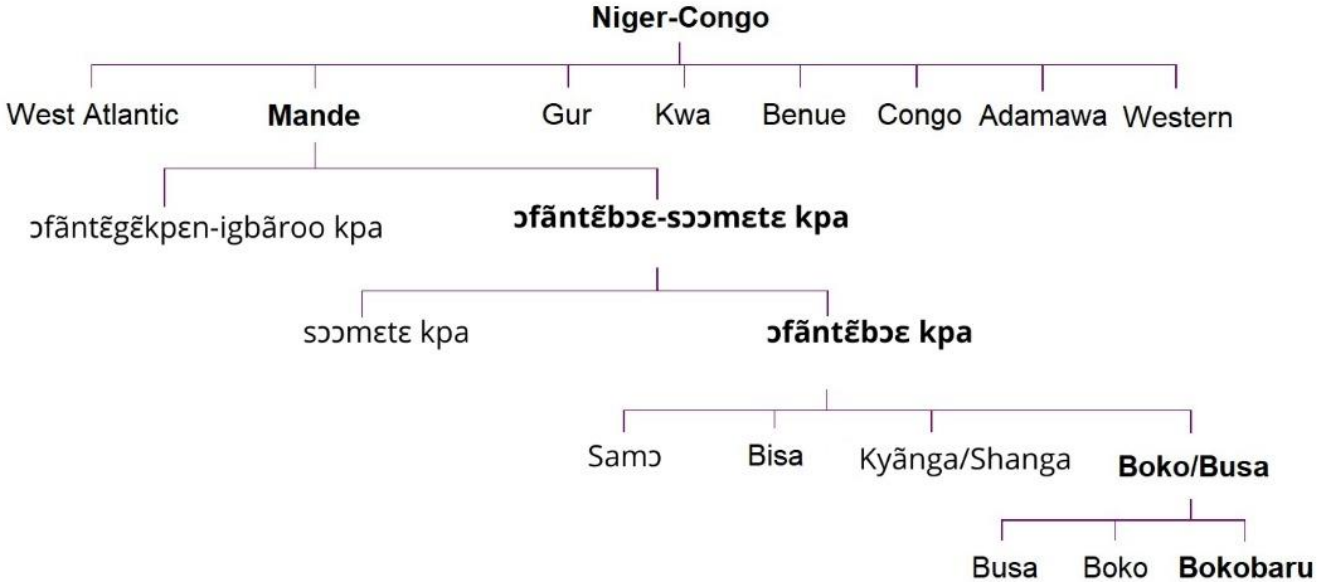 Niger-Congo
West Atlantic Mande Gur Kwa Benue Congo Adamawa Western
ɔfãntɛ̃gɛ̃kpɛn-igbãroo kpa ɔfãntɛ̃bɔɛ-sɔɔmɛtɛ kpa
sɔɔmɛtɛ kpa ɔfãntɛ̃bɔɛ kpa
Samɔ Bisa Kyãnga/Shanga Boko/Busa
Busa Boko Bokobaru